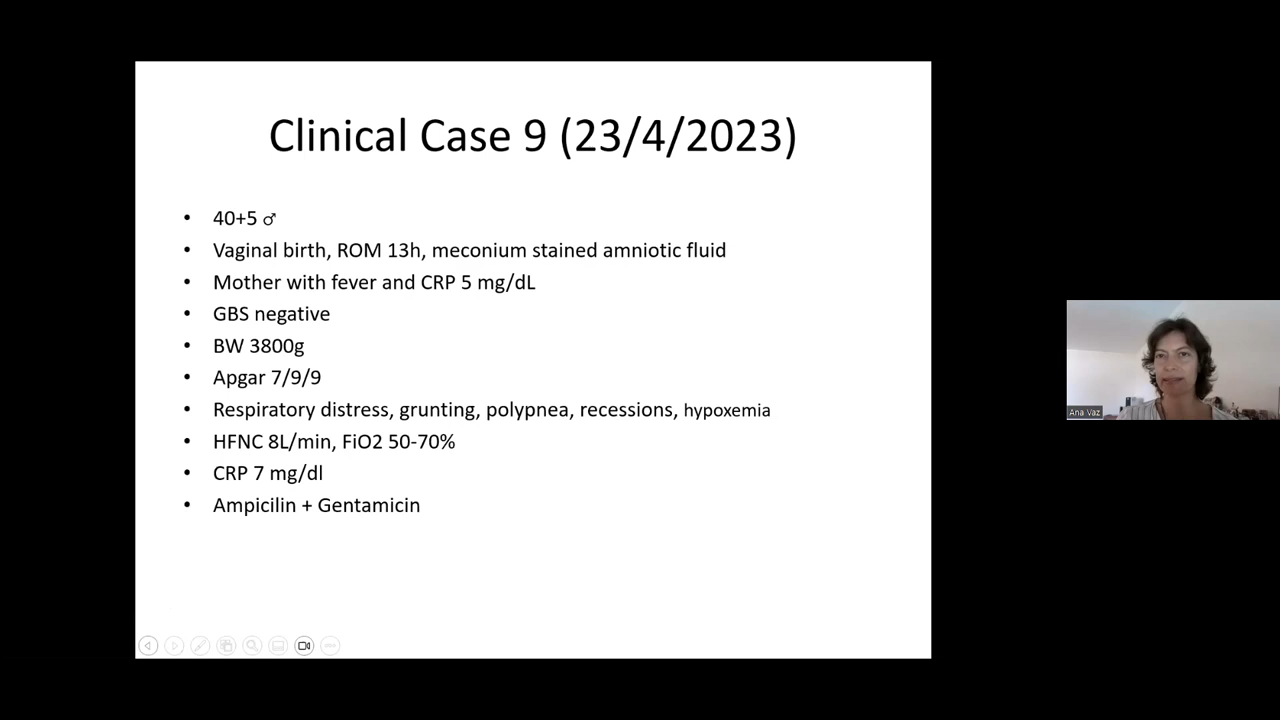 Clinical Case 9 (23/4/2023)
• 40+5 ♂
• Vaginal birth, ROM 13h, meconium stained amniotic fluid
• Mother with fever and CRP 5 mg/dL
• GBS negative
• BW 3800g
• Apgar 7/9/9
• Respiratory distress, grunting, polypnea, recessions, hypoxemia
• HFNC 8L/min, FiO2 50-70%
• CRP 7 mg/dl
• Ampicilin + Gentamicin
Ana Vaz